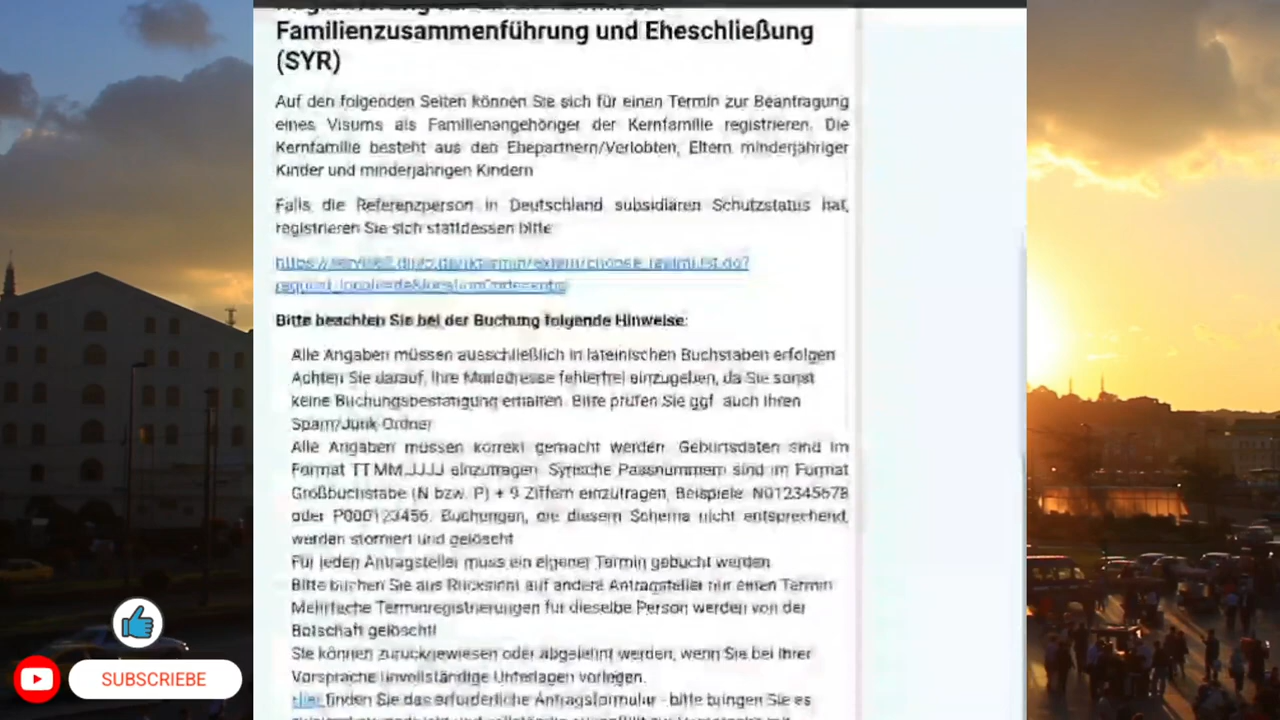 Familienzusammenführung und Eheschließung
(SYR)
Auf den folgenden Seiten können Sie sich für einen Termin zur Beantragung
eines Visums als Familienangehöriger der Kernfamilie registrieren. Die
Kernfamilie besteht aus den Ehepartnern/Verlobten, Eltern minderjähriger
Kinder und minderjährigen Kindern
Falls die Referenzperson in Deutschland subsidiären Schutzstatus hat,
registrieren Sie sich stattdessen bitte
Bitte beachten Sie bei der Buchung folgende Hinweise:
Alle Angaben müssen ausschließlich in lateinischen Buchstaben erfolgen
Achten Sie darauf, Ihre Mailadresse fehlerfrei einzugeben, da Sie sonst
keine Buchungsbestätigung erhalten. Bitte prüfen Sie ggf. auch Ihren
Spam/Junk-Ordner
Alle Angaben müssen korrekt gemacht werden. Geburtsdaten sind im
Format TT.MM.JJJJ einzutragen. Syrische Passnummern sind im Format
Großbuchstabe (N bzw. P) + 9 Ziffern einzutragen, Beispiele N012345678
oder P000123456. Buchungen, die diesem Schema nicht entsprechend,
werden storniert und gelöscht
Für jeden Antragsteller muss ein eigener Termin gebucht werden
Bitte buchen Sie aus Rücksicht auf andere Antragsteller nur einen Termin
Mehrfache Terminregistrierungen für dieselbe Person werden von der
Botschaft gelöscht!
Sie können zurückgewiesen oder abgelehnt werden, wenn Sie bei Ihrer
Vorsprache unvollständige Unterlagen vorlegen.
Hier finden Sie das erforderliche Antragsformular - bitte bringen Sie es
SUBSCRIEBE